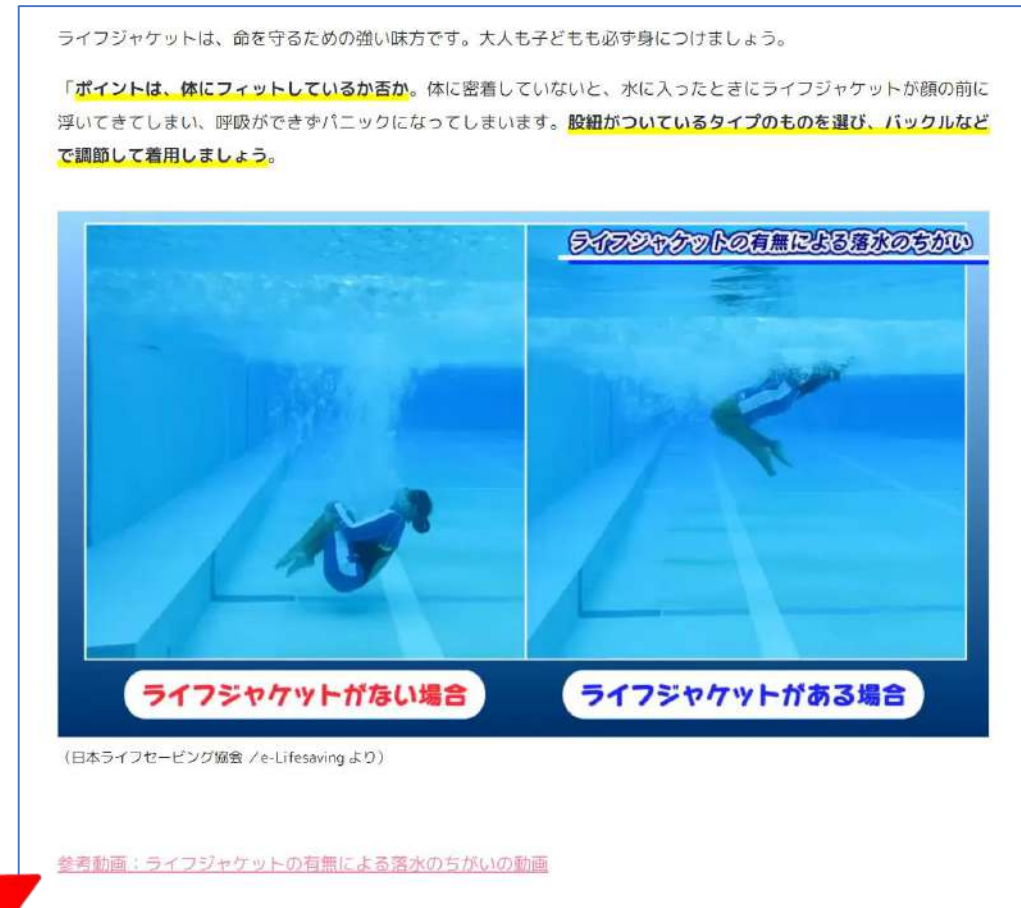 ライフジャケットは、命を守るための強い味方です。大人も子どもも必ず身につけましょう。
「ポイントは、体にフィットしているか否か。体に密着していないと、水に入ったときにライフジャケットが顔の前に
浮いてきてしまい、呼吸ができずパニックになってしまいます。股紐がついているタイプのものを選び、バックルなど
で調節して着用しましょう。
ライフジャケットの有無による落水のちがい
ライフジャケットがない場合
ライフジャケットがある場合
（日本ライフセービング協会 /e-Lifesaving より）
参考動画：ライフジャケットの有無による落水のちがいの動画